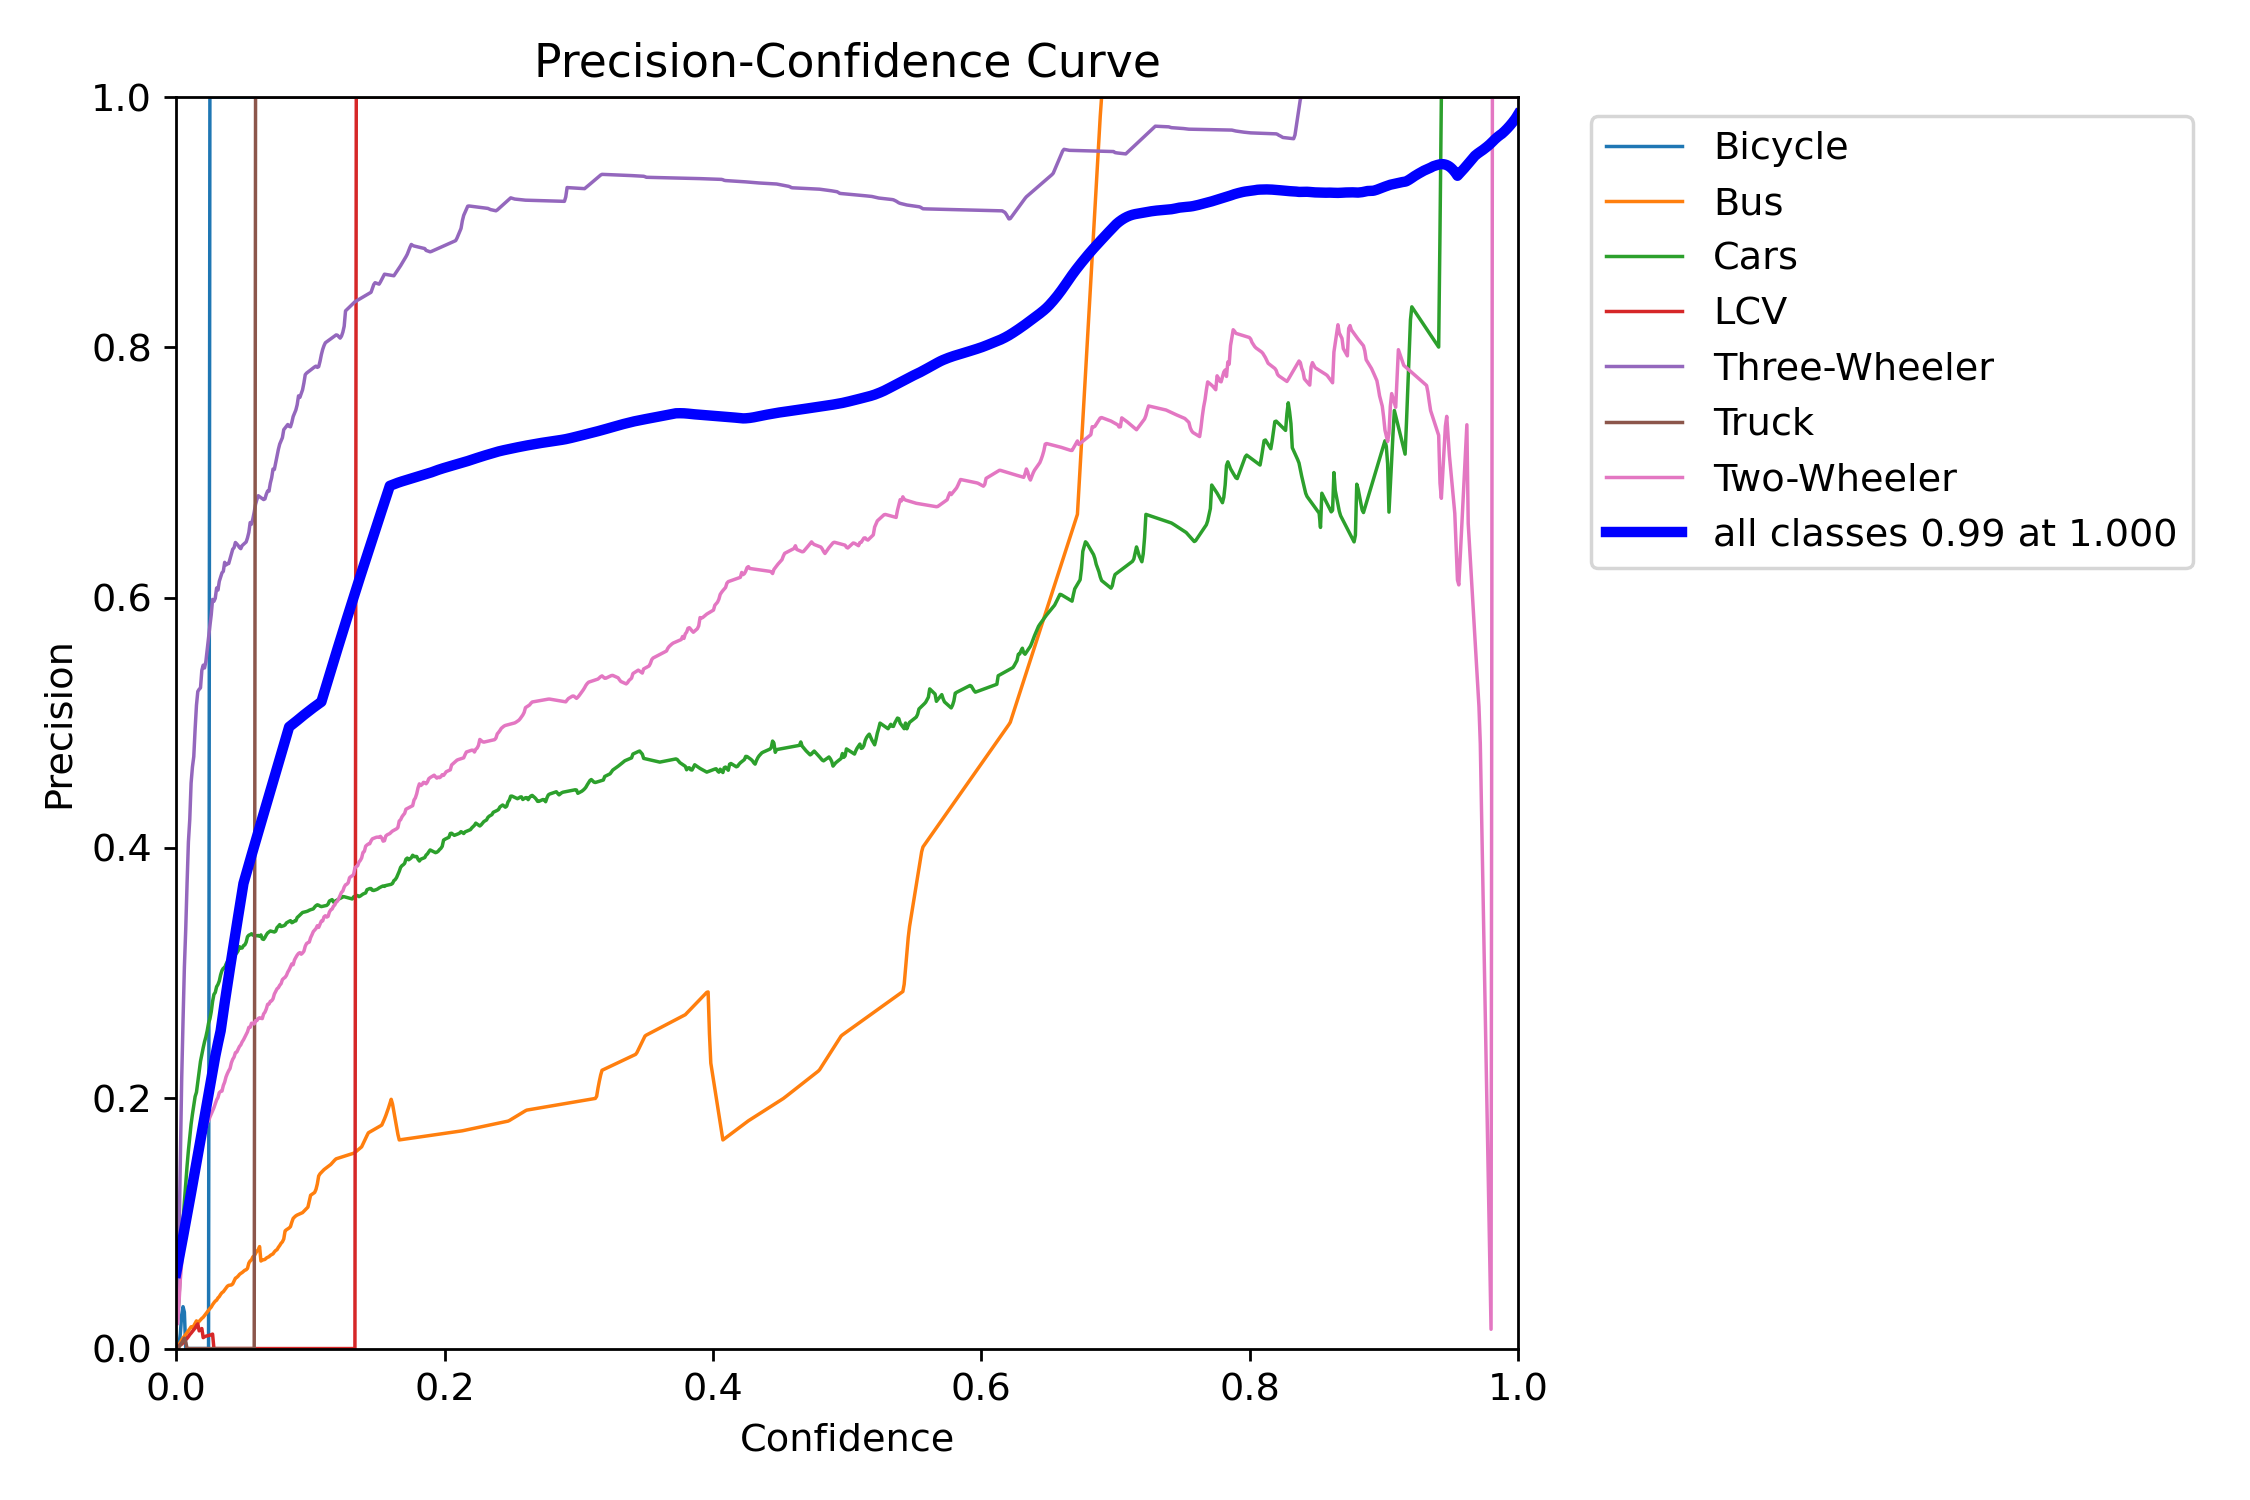 Precision-Confidence Curve
1.0
0.8
0.6
0.4
0.2
0.0
Precision
0.0 0.2 0.4 0.6 0.8 1.0
Confidence
Bicycle
Bus
Cars
LCV
Three-Wheeler
Truck
Two-Wheeler
all classes 0.99 at 1.000